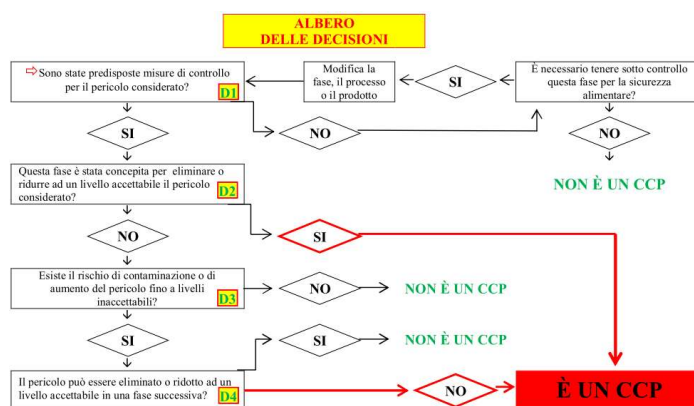 ALBERO
DELLE DECISIONI
⇨Sono state predisposte misure di controllo
per il pericolo considerato?
D1
Modifica la
fase, il processo
o il prodotto
SI
È necessario tenere sotto controllo
questa fase per la sicurezza
alimentare?
SI
NO
NO
NON È UN CCP
Questa fase è stata concepita per eliminare o
ridurre ad un livello accettabile il pericolo
considerato?
D2
NO
SI
Esiste il rischio di contaminazione o di
aumento del pericolo fino a livelli
inaccettabili?
D3
NO
NON È UN CCP
SI
SI
NON È UN CCP
Il pericolo può essere eliminato o ridotto ad un
livello accettabile in una fase successiva?
D4
NO
È UN CCP